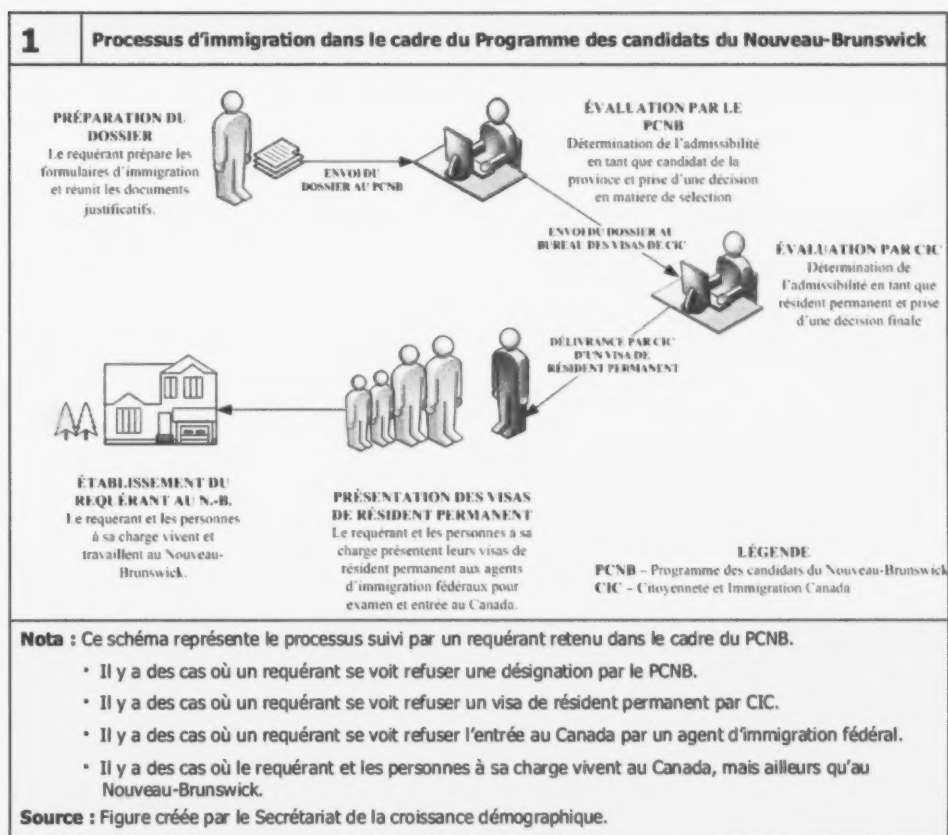 1
Processus d'immigration dans le cadre du Programme des candidats du Nouveau-Brunswick
PRÉPARATION DU
DOSSIER
Le requérant prépare les
formulaires d'immigration
et réunit les documents
justificatifs.
ENVOI DU
DOSSIER AU PCNB
ÉVALUATION PAR LE
PCNB
Détermination de l'admissibilité
en tant que candidat de la
province et prise d'une décision
en matière de sélection
ENVOI DU DOSSIER AU
BUREAU DES VISAS DE CIC
ÉVALUATION PAR CIC
Détermination de
l'admissibilité en tant que
résident permanent et prise
d'une décision finale
DÉLIVRANCE PAR CIC
D'UN VISA DE
RÉSIDENT PERMANENT
PRÉSENTATION DES VISAS
DE RÉSIDENT PERMANENT
Le requérant et les personnes à sa
charge présentent leurs visas de
résident permanent aux agents
d'immigration fédéraux pour
examen et entrée au Canada.
ÉTABLISSEMENT DU
REQUÉRANT AU N.-B.
Le requérant et les personnes
à sa charge vivent et
travaillent au Nouveau-
Brunswick.
LÉGENDE
PCNB – Programme des candidats du Nouveau-Brunswick
CIC – Citoyenneté et Immigration Canada
Nota : Ce schéma représente le processus suivi par un requérant retenu dans le cadre du PCNB.
• Il y a des cas où un requérant se voit refuser une désignation par le PCNB.
• Il y a des cas où un requérant se voit refuser un visa de résident permanent par CIC.
• Il y a des cas où un requérant se voit refuser l'entrée au Canada par un agent d'immigration fédéral.
• Il y a des cas où le requérant et les personnes à sa charge vivent au Canada, mais ailleurs qu'au
Nouveau-Brunswick.
Source : Figure créée par le Secrétariat de la croissance démographique.